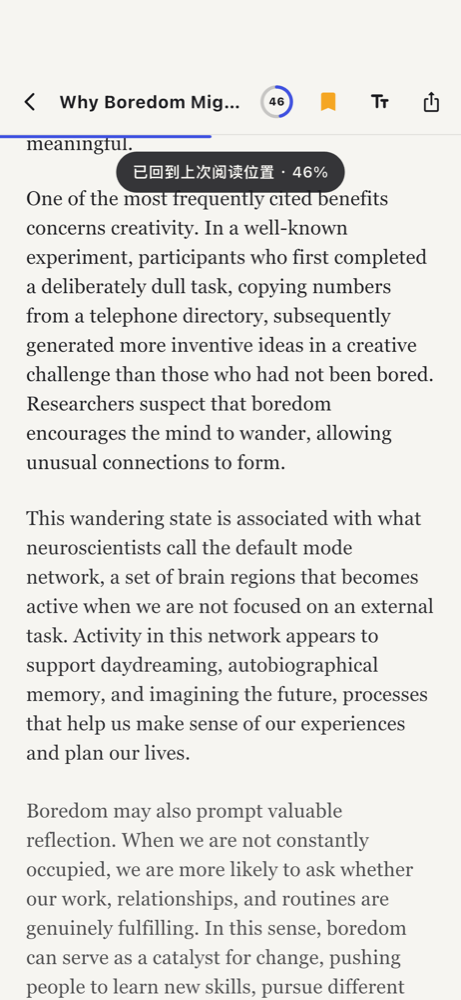 Why Boredom Mig...
46
meaningful.
已回到上次阅读位置 · 46%
One of the most frequently cited benefits
concerns creativity. In a well-known
experiment, participants who first completed
a deliberately dull task, copying numbers
from a telephone directory, subsequently
generated more inventive ideas in a creative
challenge than those who had not been bored.
Researchers suspect that boredom
encourages the mind to wander, allowing
unusual connections to form.
This wandering state is associated with what
neuroscientists call the default mode
network, a set of brain regions that becomes
active when we are not focused on an external
task. Activity in this network appears to
support daydreaming, autobiographical
memory, and imagining the future, processes
that help us make sense of our experiences
and plan our lives.
Boredom may also prompt valuable
reflection. When we are not constantly
occupied, we are more likely to ask whether
our work, relationships, and routines are
genuinely fulfilling. In this sense, boredom
can serve as a catalyst for change, pushing
people to learn new skills, pursue different